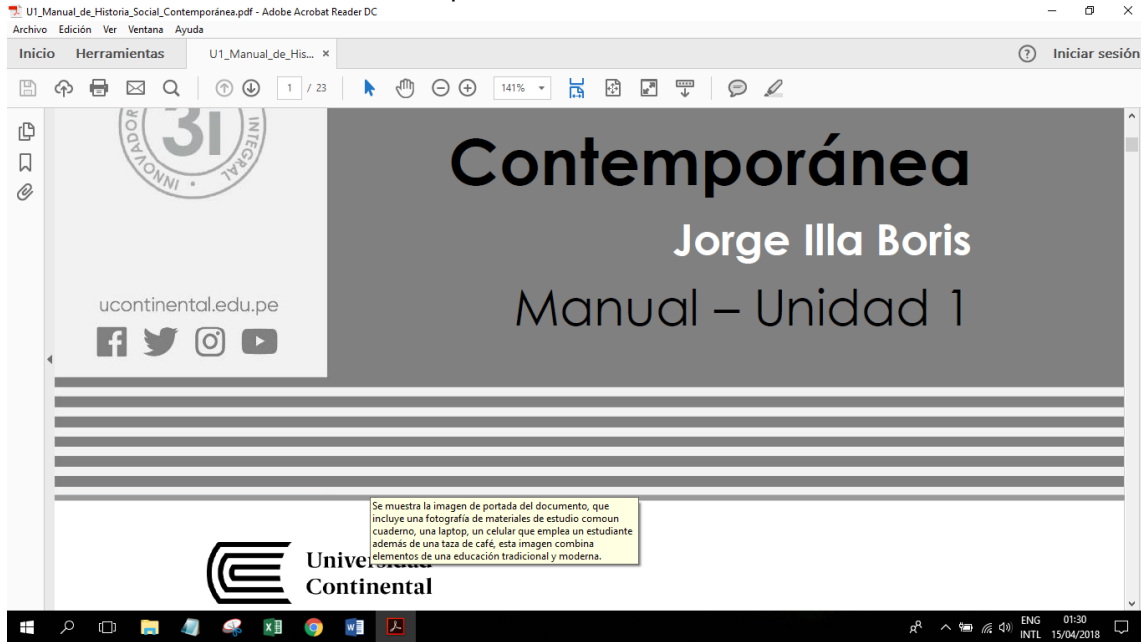 U1_Manual_de_Historia_Social_Contemporánea.pdf - Adobe Acrobat Reader DC
Archivo Edición Ver Ventana Ayuda
Inicio Herramientas U1_Manual_de_His... × ? Iniciar sesión
1 / 23 141%
INNOVADOR
INTEGRAL
3i
Contemporánea
Jorge Illa Boris
Manual – Unidad 1
ucontinental.edu.pe
Se muestra la imagen de portada del documento, que
incluye una fotografía de materiales de estudio comoun
cuaderno, una laptop, un celular que emplea un estudiante
además de una taza de café, esta imagen combina
elementos de una educación tradicional y moderna.
Universidad
Continental
ENG 01:30
INTL 15/04/2018